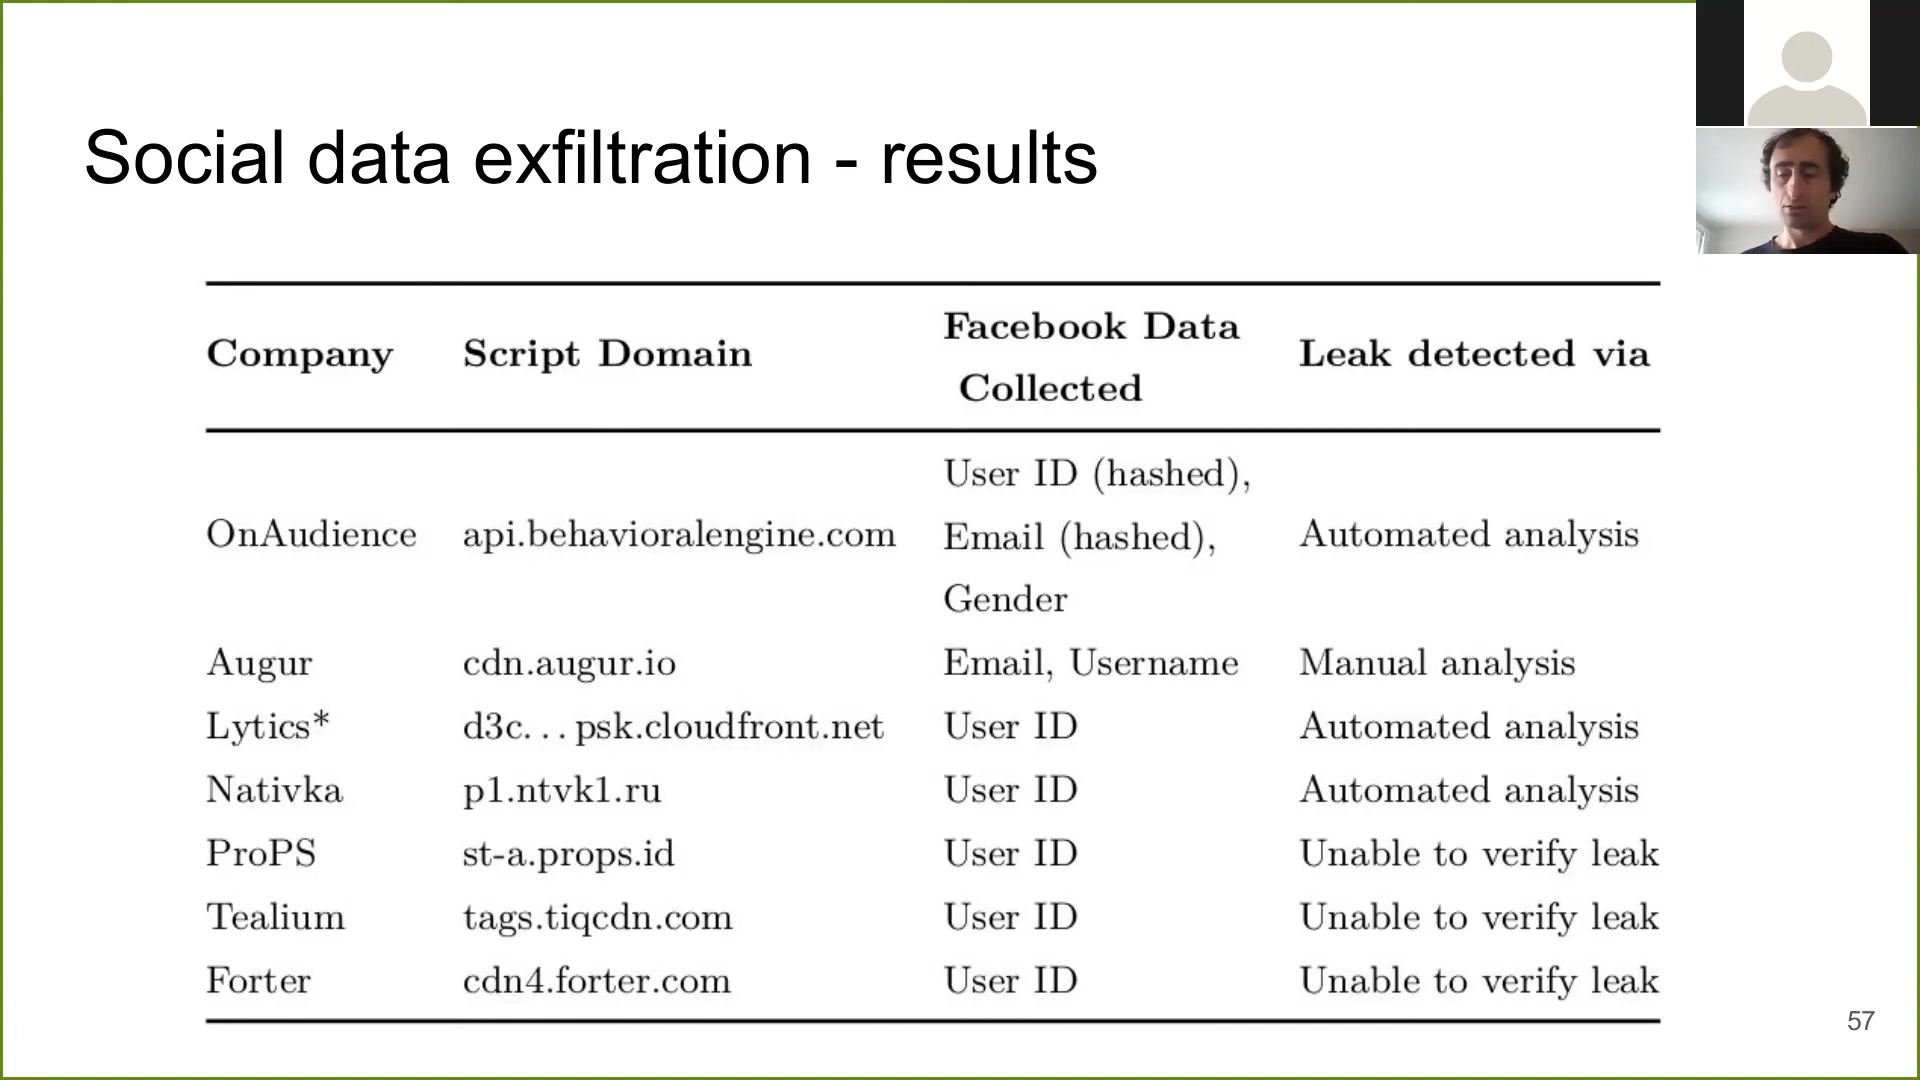 Social data exfiltration - results
Company Script Domain Facebook Data Collected Leak detected via
OnAudience api.behavioralengine.com User ID (hashed), Email (hashed), Gender Automated analysis
Augur cdn.augur.io Email, Username Manual analysis
Lytics* d3c...psk.cloudfront.net User ID Automated analysis
Nativka p1.ntvk1.ru User ID Automated analysis
ProPS st-a.props.id User ID Unable to verify leak
Tealium tags.tiqcdn.com User ID Unable to verify leak
Forter cdn4.forter.com User ID Unable to verify leak
57